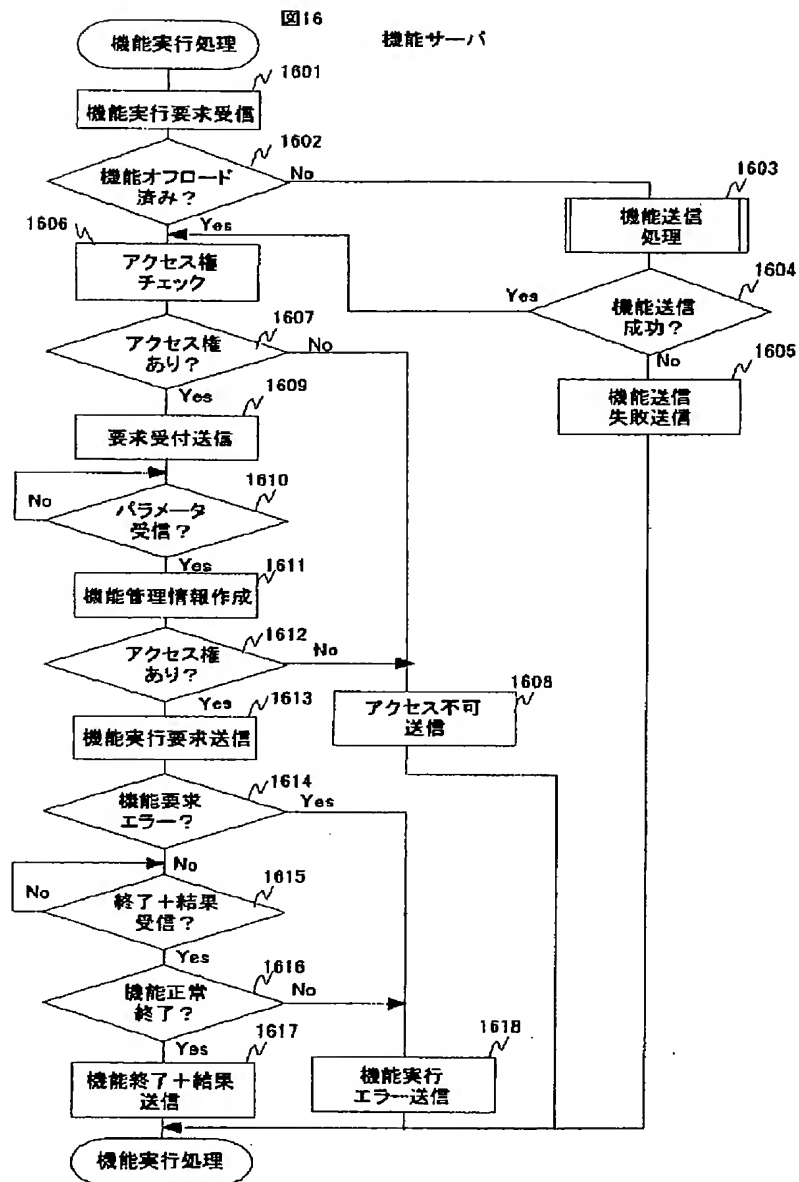 図16
機能サーバ
機能実行処理
1601
機能実行要求受信
1602
機能オフロード
済み?
No
Yes
1603
機能送信
処理
1604
機能送信
成功?
Yes
No
1605
機能送信
失敗送信
1606
アクセス権
チェック
1607
アクセス権
あり?
No
Yes
1609
要求受付送信
1610
パラメータ
受信?
No
Yes
1611
機能管理情報作成
1612
アクセス権
あり?
No
Yes
1608
アクセス不可
送信
1613
機能実行要求送信
1614
機能要求
エラー?
Yes
No
1615
終了+結果
受信?
No
Yes
1616
機能正常
終了?
No
Yes
1617
機能終了+結果
送信
1618
機能実行
エラー送信
機能実行処理